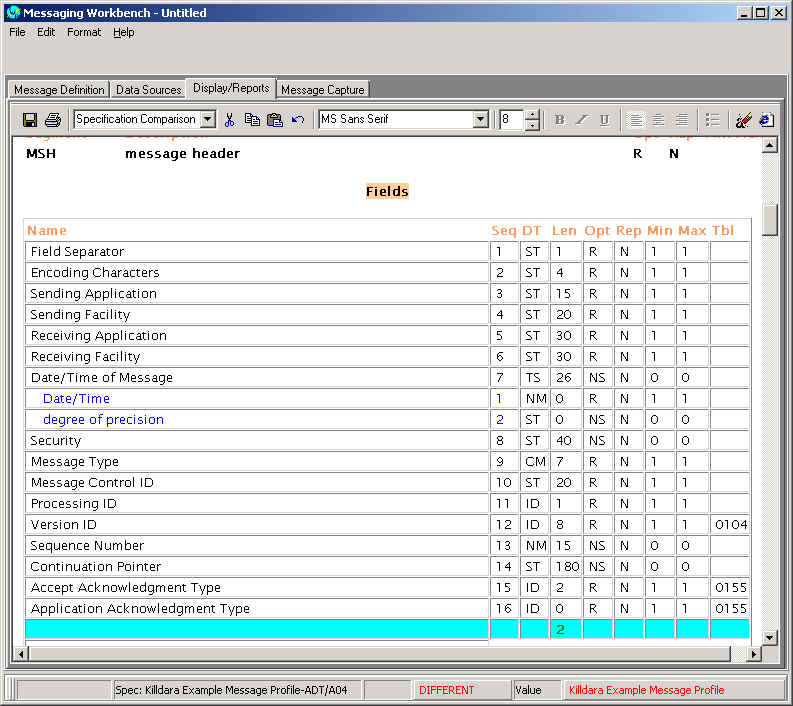 Messaging Workbench - Untitled
File Edit Format Help
Message Definition Data Sources Display/Reports Message Capture
Specification Comparison MS Sans Serif 8 B I U
MSH message header R N
Fields
Name Seq DT Len Opt Rep Min Max Tbl
Field Separator 1 ST 1 R N 1 1
Encoding Characters 2 ST 4 R N 1 1
Sending Application 3 ST 15 R N 1 1
Sending Facility 4 ST 20 R N 1 1
Receiving Application 5 ST 30 R N 1 1
Receiving Facility 6 ST 30 R N 1 1
Date/Time of Message 7 TS 26 NS N 0 0
Date/Time 1 NM 0 R N 1 1
degree of precision 2 ST 0 NS N 0 0
Security 8 ST 40 NS N 0 0
Message Type 9 CM 7 R N 1 1
Message Control ID 10 ST 20 R N 1 1
Processing ID 11 ID 1 R N 1 1
Version ID 12 ID 8 R N 1 1 0104
Sequence Number 13 NM 15 NS N 0 0
Continuation Pointer 14 ST 180 NS N 0 0
Accept Acknowledgment Type 15 ID 2 R N 1 1 0155
Application Acknowledgment Type 16 ID 0 R N 1 1 0155
2
Spec: Killdara Example Message Profile-ADT/A04 DIFFERENT Value Killdara Example Message Profile